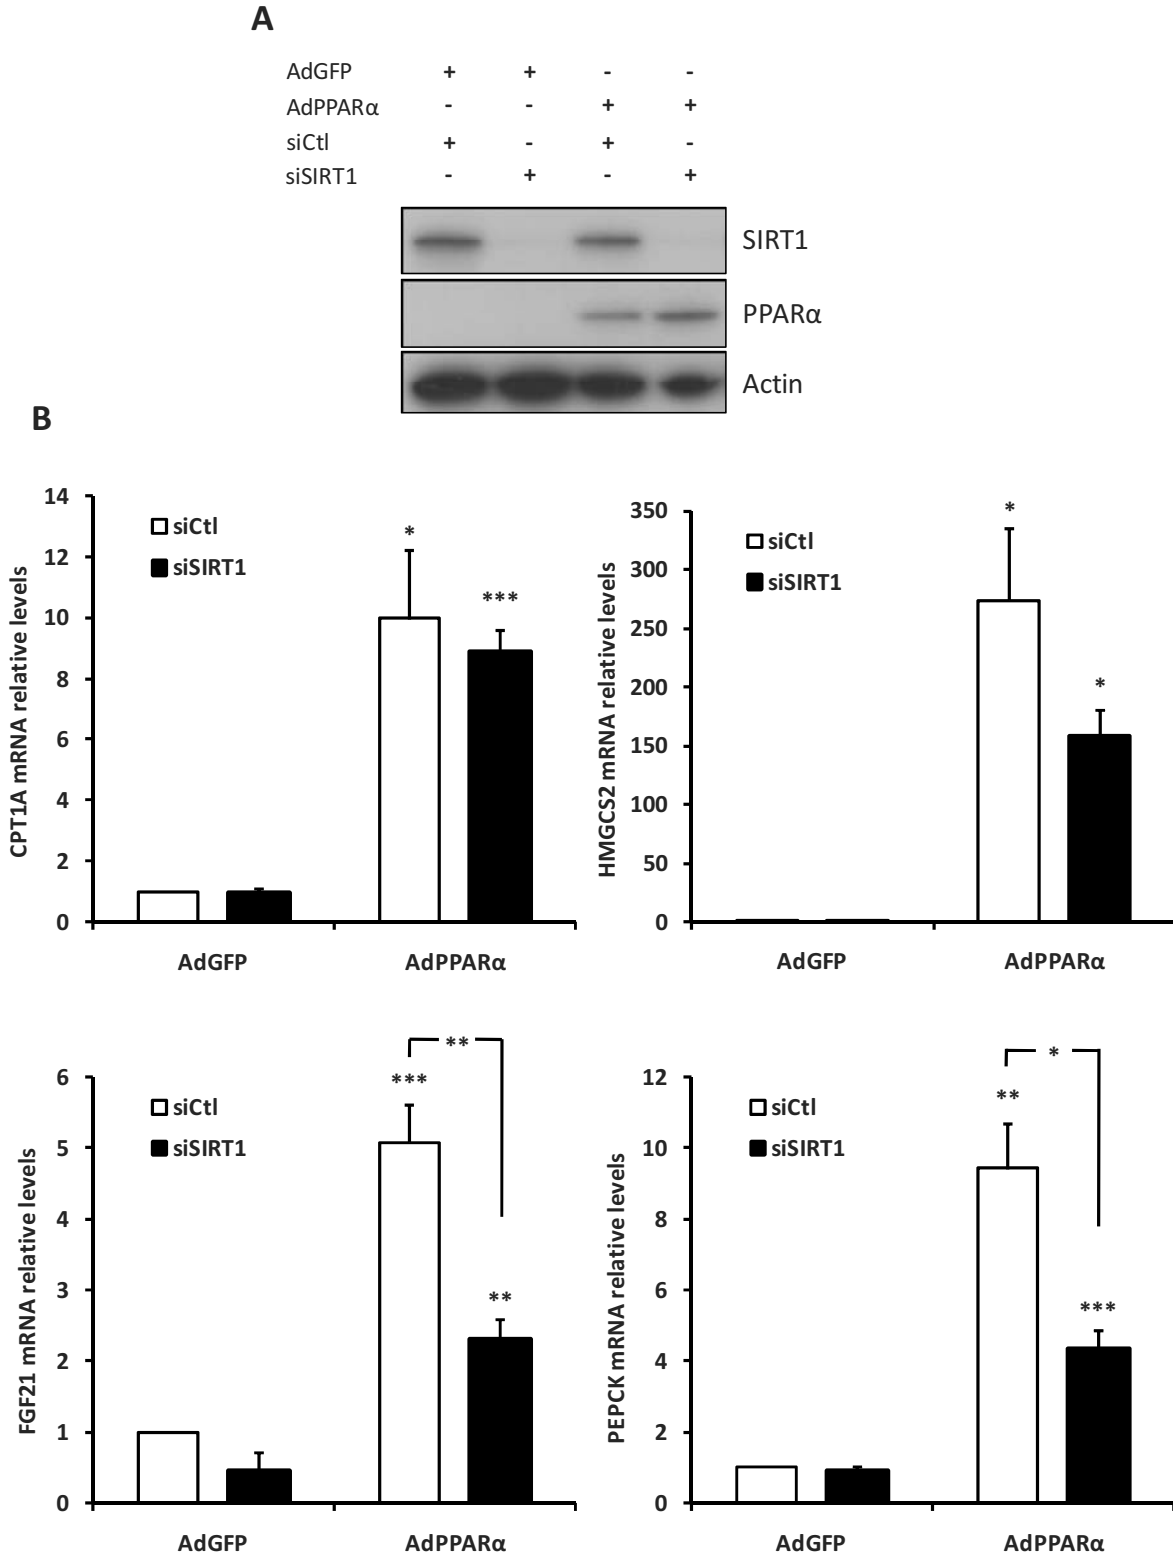 A
AdGFP + + - -
AdPPARα - - + +
siCtl + - + -
siSIRT1 - + - +
SIRT1
PPARα
Actin
B
CPT1A mRNA relative levels
14
12
10
8
6
4
2
0
siCtl
siSIRT1
*
***
AdGFP AdPPARα
HMGCS2 mRNA relative levels
350
300
250
200
150
100
50
0
siCtl
siSIRT1
*
*
AdGFP AdPPARα
FGF21 mRNA relative levels
6
5
4
3
2
1
0
siCtl
siSIRT1
**
***
**
AdGFP AdPPARα
PEPCK mRNA relative levels
12
10
8
6
4
2
0
siCtl
siSIRT1
*
**
***
AdGFP AdPPARα